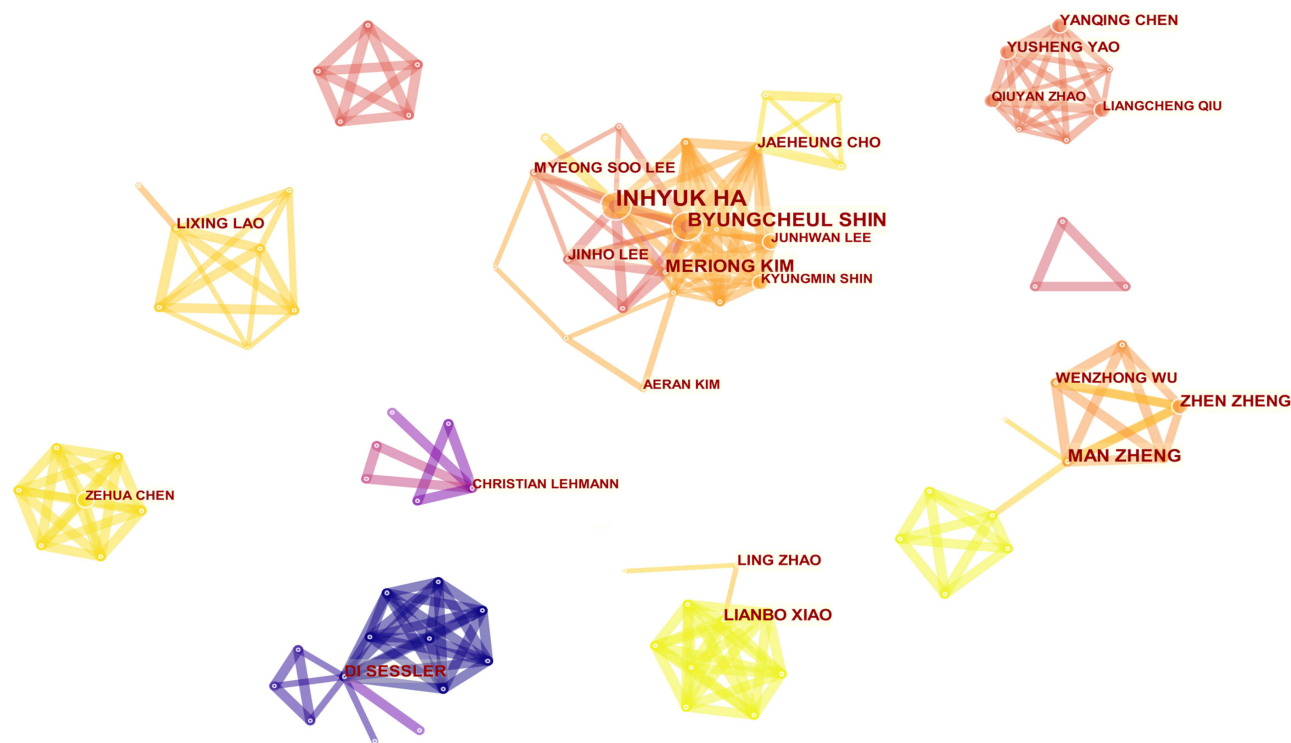 YANQING CHEN
YUSHENG YAO
QIUYAN ZHAO
LIANGCHENG QIU
JAEHEUNG CHO
MYEONG SOO LEE
INHYUK HA
BYUNGCHEUL SHIN
LIXING LAO
JUNHWAN LEE
JINHO LEE
MERIONG KIM
KYUNGMIN SHIN
AERAN KIM
WENZHONG WU
ZHEN ZHENG
MAN ZHENG
CHRISTIAN LEHMANN
ZEHUA CHEN
LING ZHAO
LIANBO XIAO
DI SESSLER